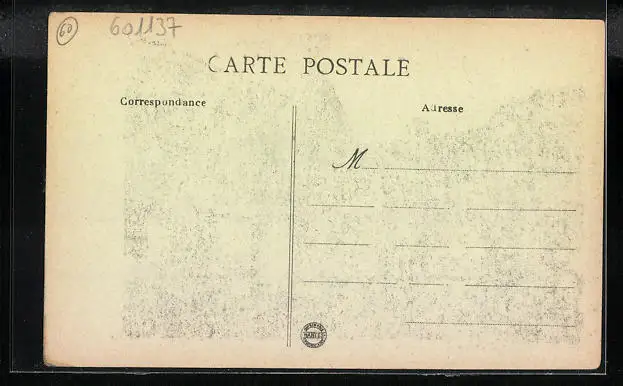 60
601137
CARTE POSTALE
Correspondance
Adresse
M